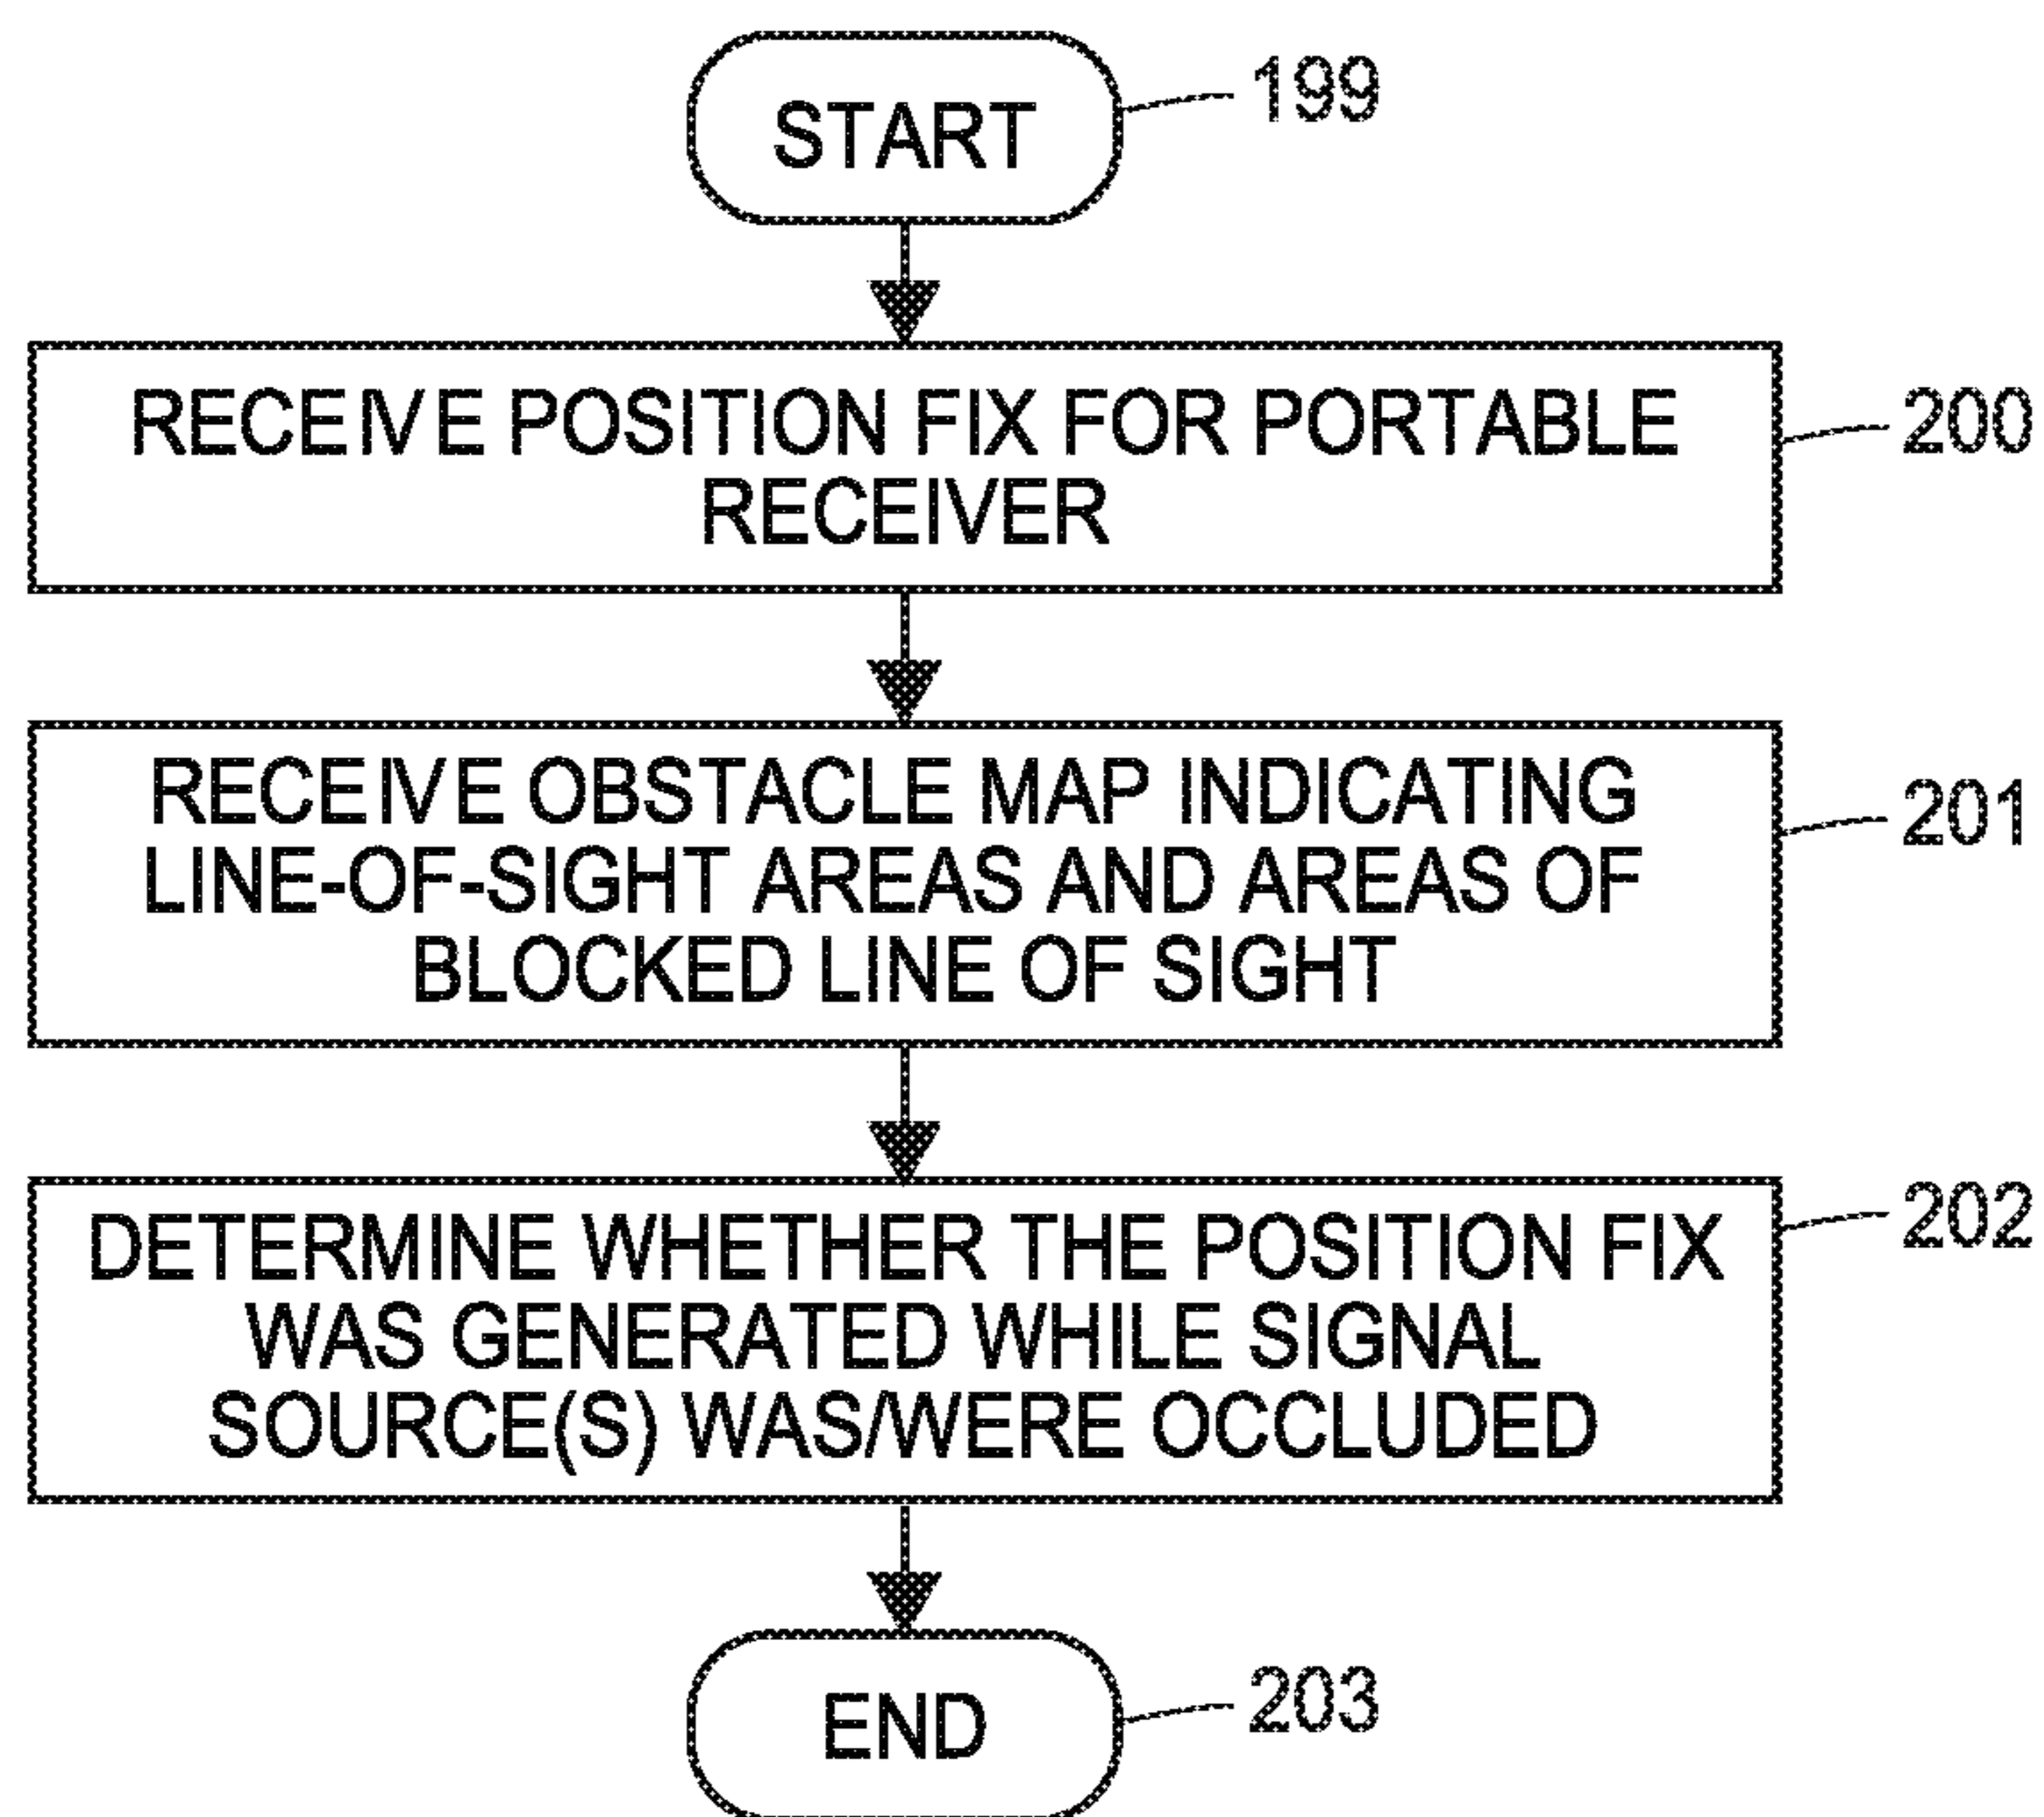 START
199
RECEIVE POSITION FIX FOR PORTABLE
RECEIVER
200
RECEIVE OBSTACLE MAP INDICATING
LINE-OF-SIGHT AREAS AND AREAS OF
BLOCKED LINE OF SIGHT
201
DETERMINE WHETHER THE POSITION FIX
WAS GENERATED WHILE SIGNAL
SOURCE(S) WAS/WERE OCCLUDED
202
END
203